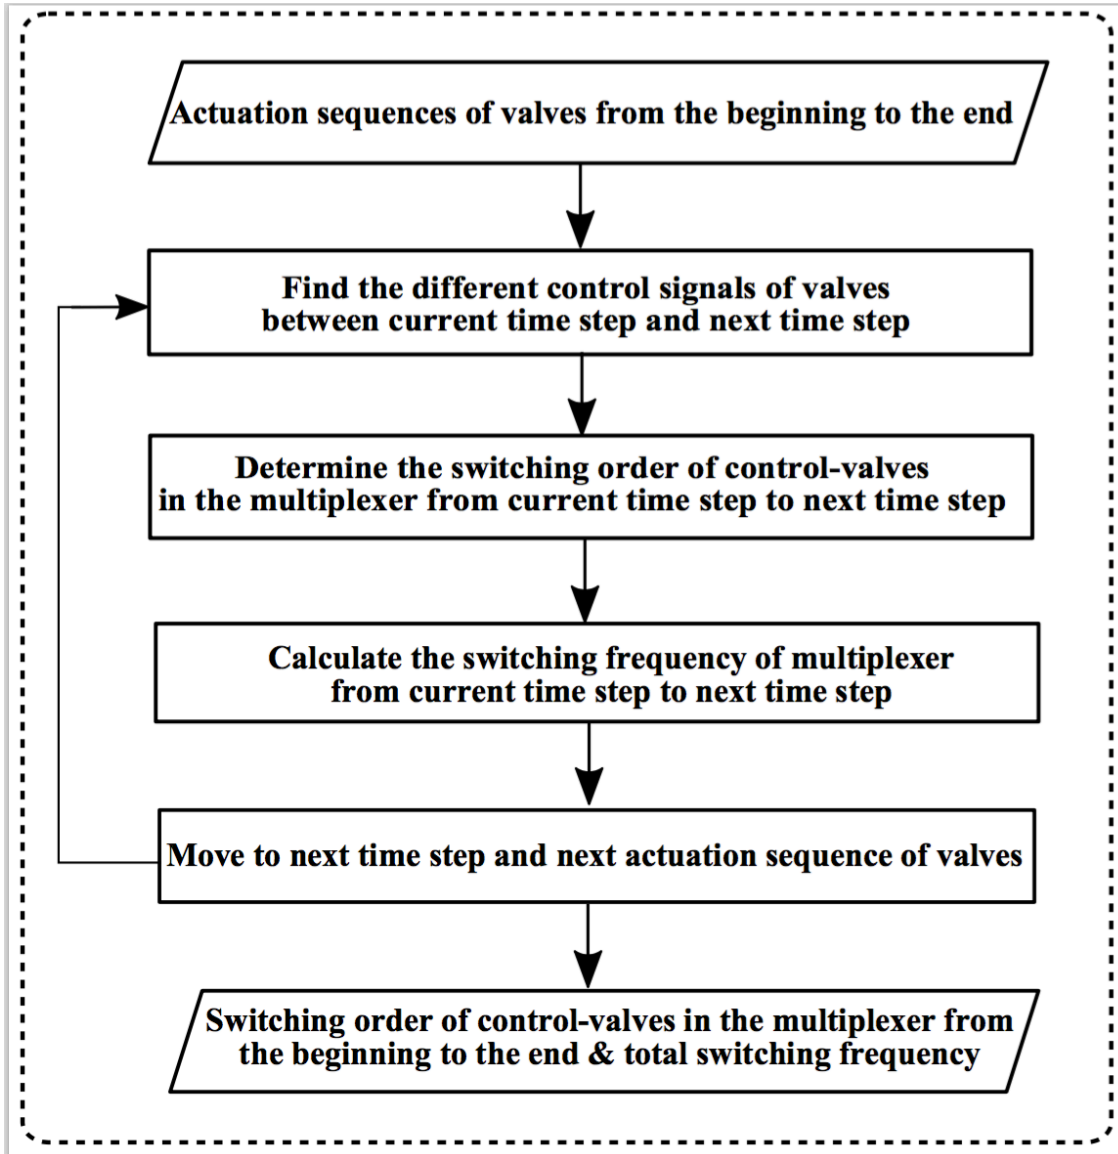 Actuation sequences of valves from the beginning to the end
Find the different control signals of valves
between current time step and next time step
Determine the switching order of control-valves
in the multiplexer from current time step to next time step
Calculate the switching frequency of multiplexer
from current time step to next time step
Move to next time step and next actuation sequence of valves
Switching order of control-valves in the multiplexer from
the beginning to the end & total switching frequency